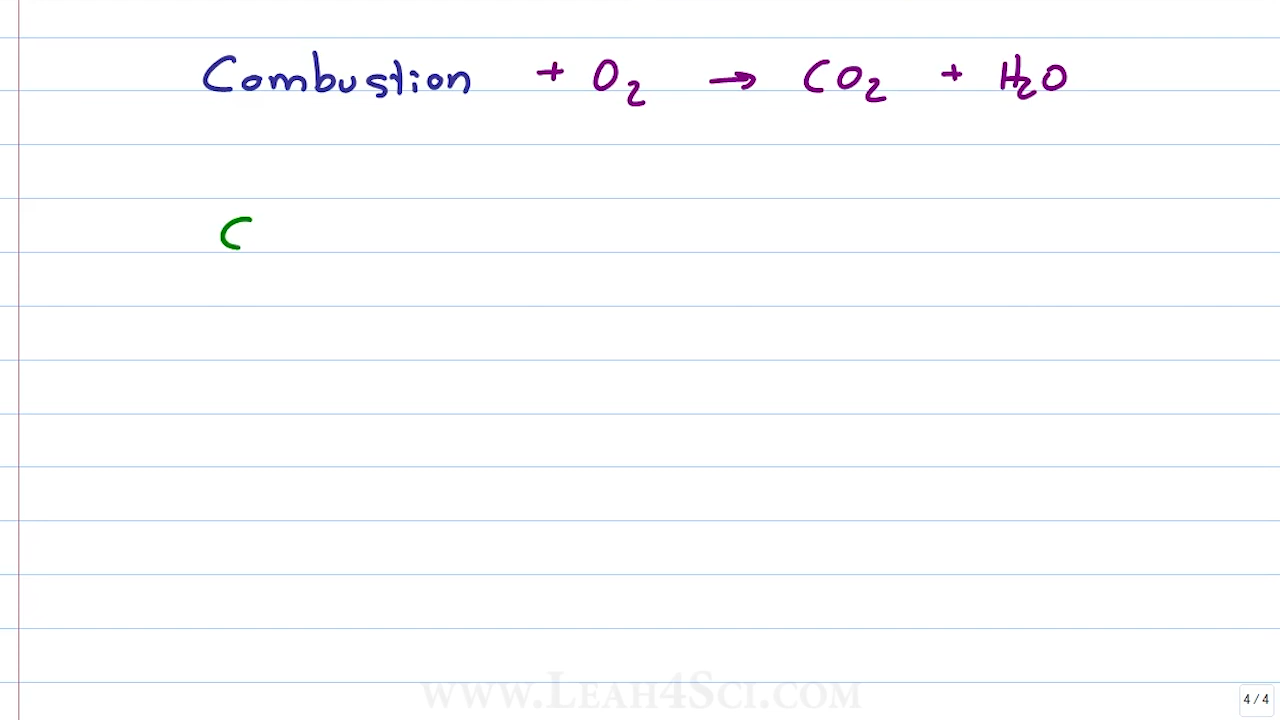 Combustion + O₂ → CO₂ + H₂O
C
www.Leah4Sci.com
4 / 4